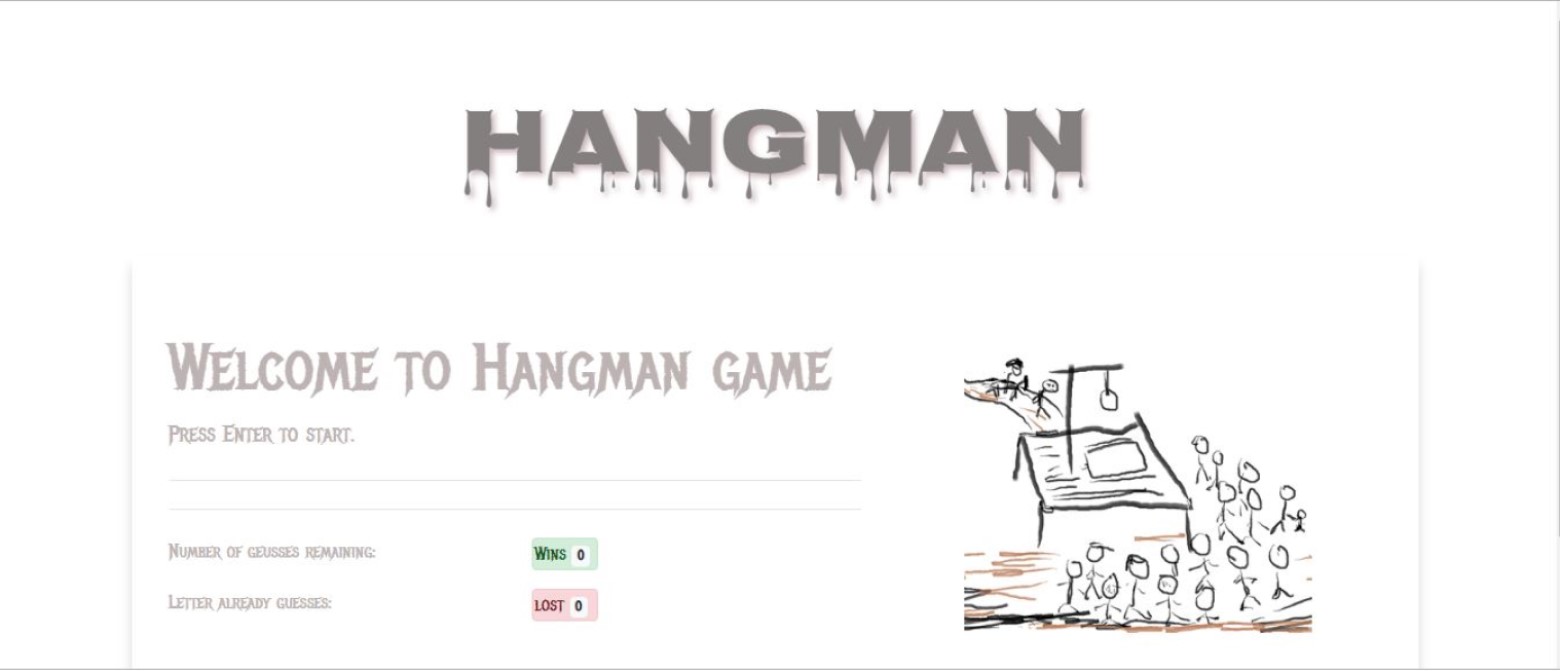 HANGMAN
Welcome to Hangman game
Press Enter to start.
Number of geusses remaining:
Wins 0
Letter already guesses:
lost 0